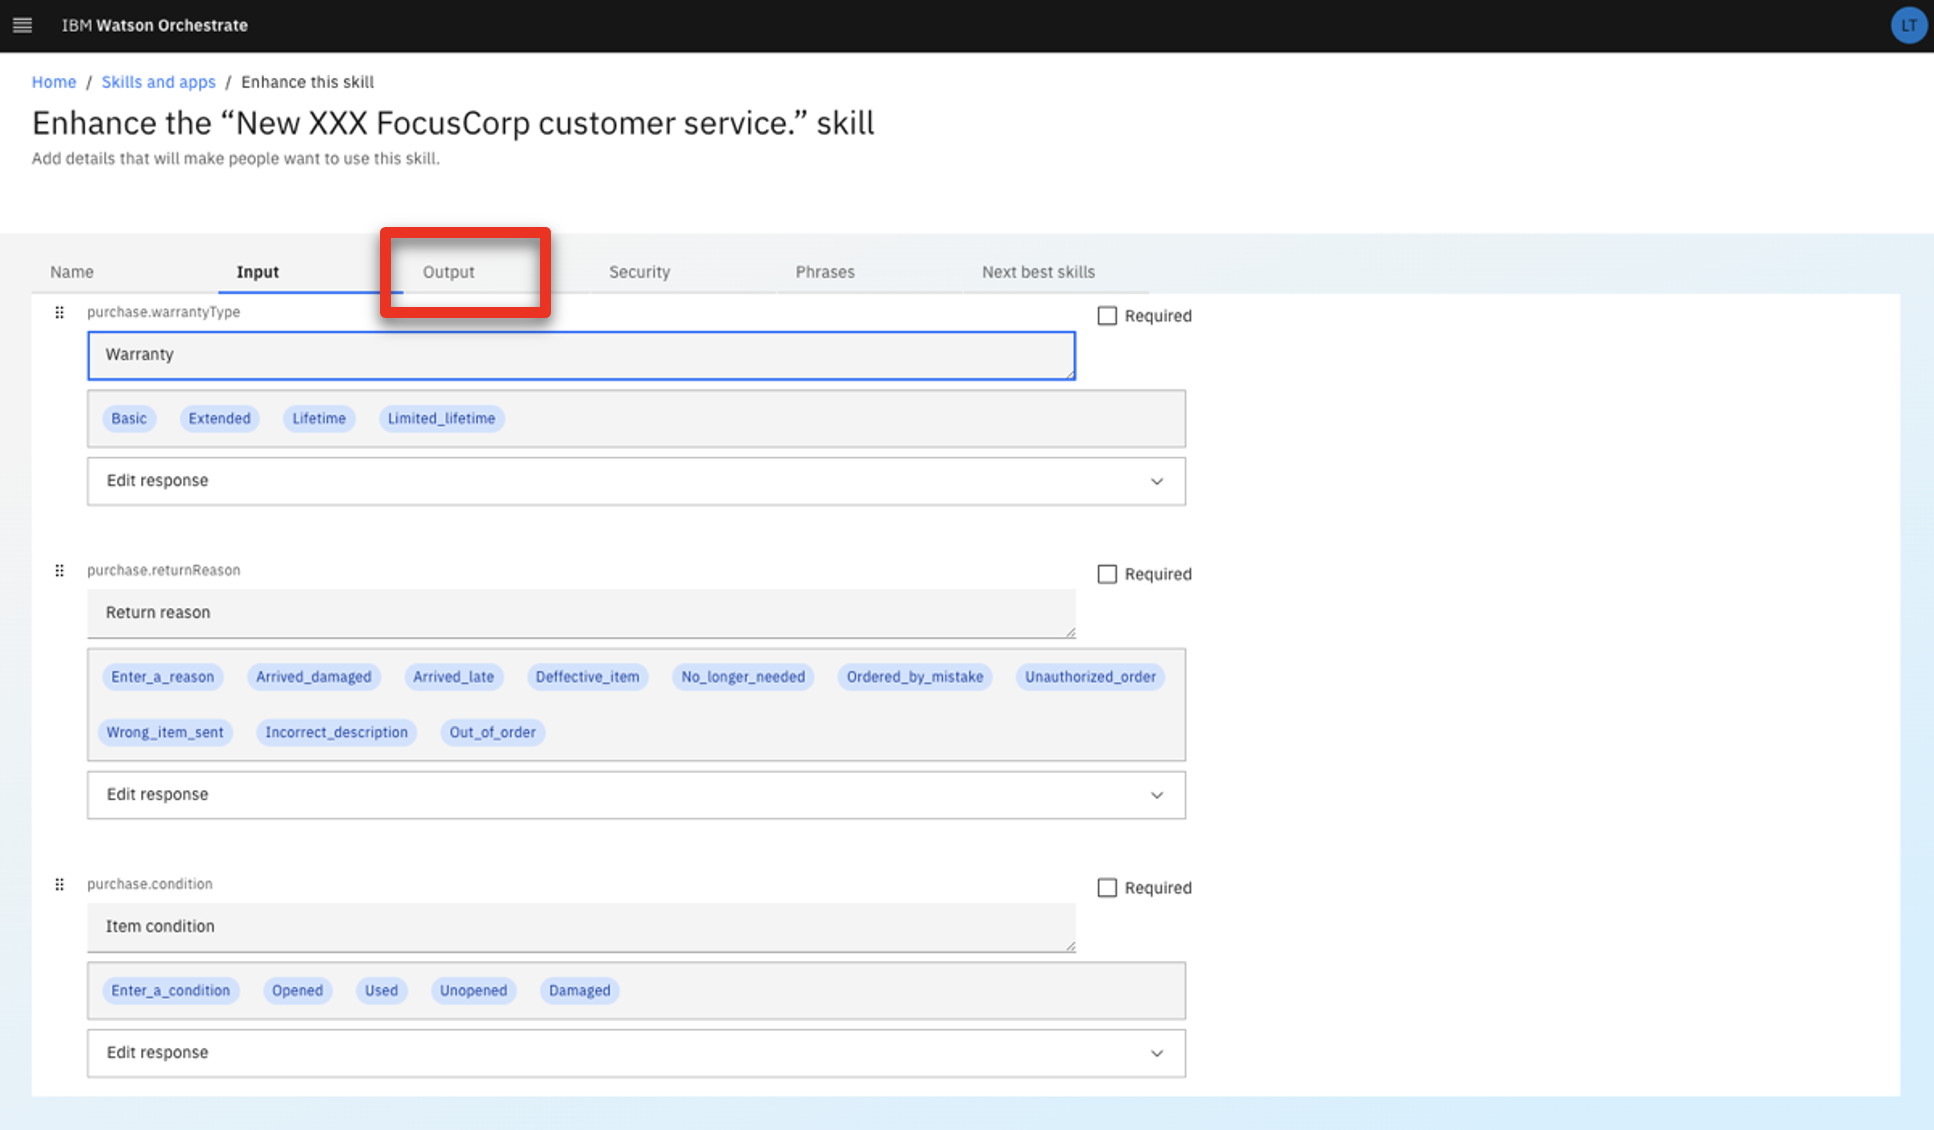 IBM Watson Orchestrate
LT
Home / Skills and apps / Enhance this skill
Enhance the “New XXX FocusCorp customer service.” skill
Add details that will make people want to use this skill.
Name Input Output Security Phrases Next best skills
purchase.warrantyType
Required
Warranty
Basic Extended Lifetime Limited_lifetime
Edit response
purchase.returnReason
Required
Return reason
Enter_a_reason Arrived_damaged Arrived_late Deffective_item No_longer_needed Ordered_by_mistake Unauthorized_order
Wrong_item_sent Incorrect_description Out_of_order
Edit response
purchase.condition
Required
Item condition
Enter_a_condition Opened Used Unopened Damaged
Edit response